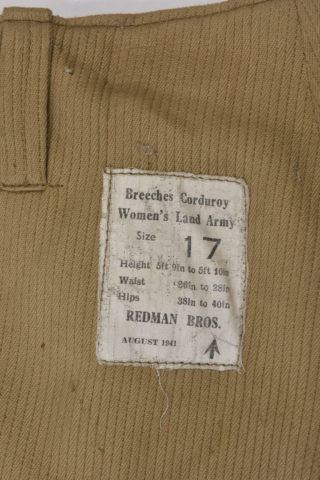 Breeches Corduroy
Women's Land Army
Size 17
Height 5ft 9in to 5ft 10in
Waist 26in to 28in
Hips 38in to 40in
REDMAN BROS.
AUGUST 1941